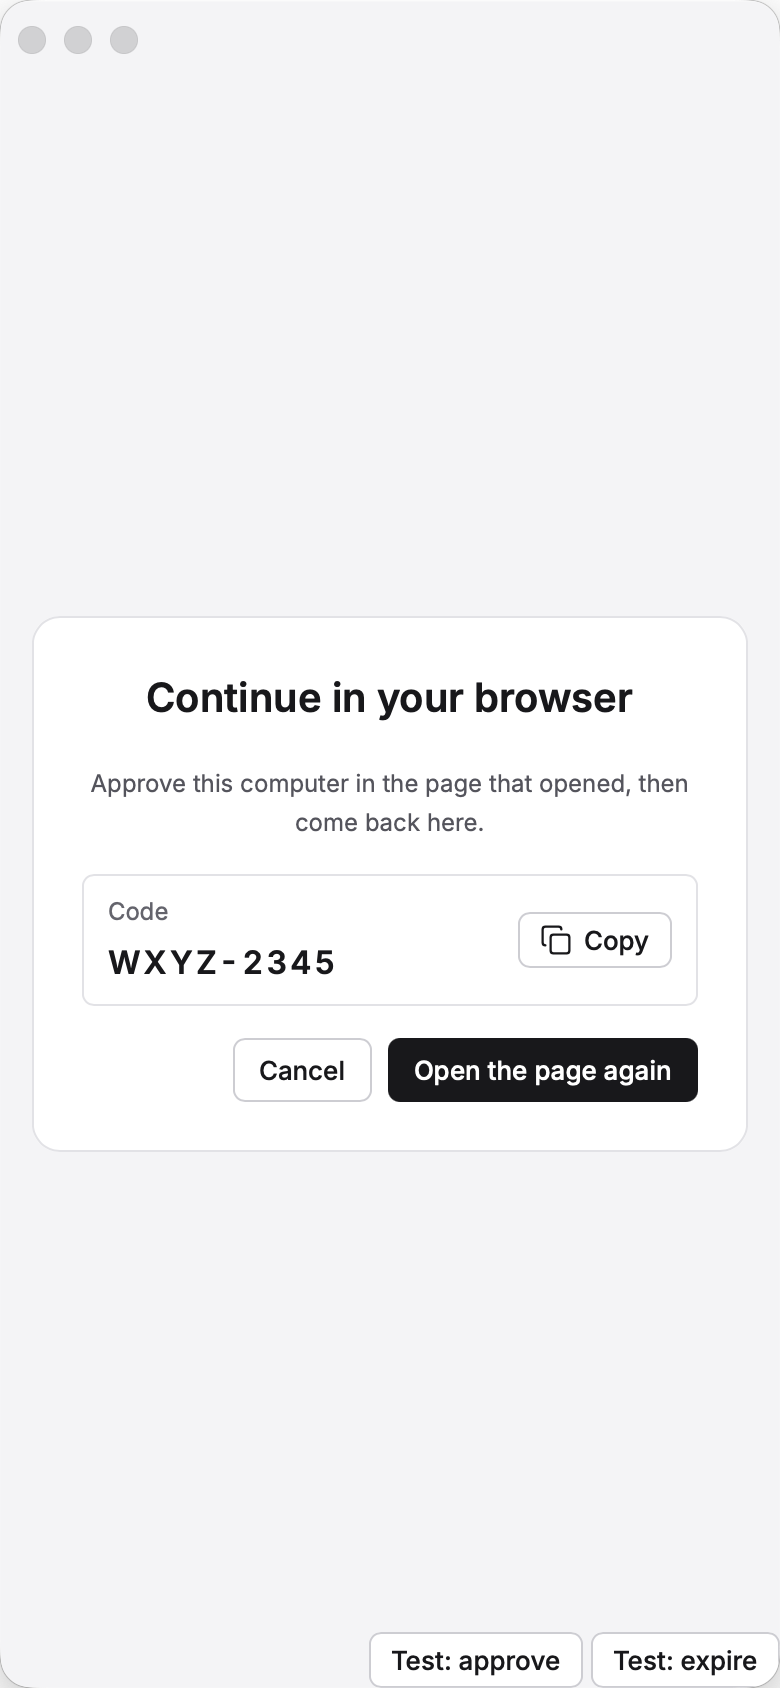 Continue in your browser
Approve this computer in the page that opened, then
come back here.
Code
WXYZ-2345
Copy
Cancel
Open the page again
Test: approve
Test: expire